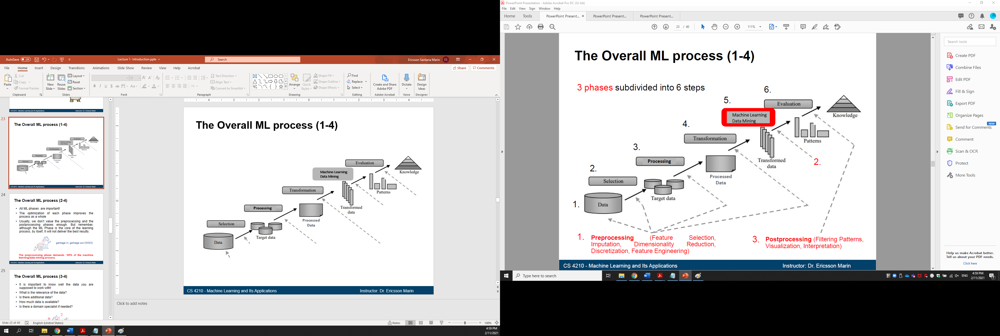 AutoSave Off
Lecture 1- Introduction.pptx
Search
Ericsson Santana Marin
ES
File Home Insert Design Transitions Animations Slide Show Review View Help Acrobat
Share Comments
Paste
Cut
Copy
Format Painter
Clipboard
New Slide
Reuse Slides
Layout
Reset
Section
Slides
20
B I U S ab AV Aa A
Font
Text Direction
Align Text
Convert to SmartArt
Paragraph
Arrange
Quick Styles
Shape Fill
Shape Outline
Shape Effects
Drawing
Find
Replace
Select
Editing
Create and Share Adobe PDF
Adobe Acrobat
Dictate
Voice
Design Ideas
Designer
CS 4210 - Machine Learning and Its Applications Instructor: Dr. Ericsson Marin
23
The Overall ML process (1-4)
Evaluation
Knowledge
Machine Learning
Data Mining
Patterns
Transformation
Transformed
data
Processing
Processed
Data
Selection
Target data
Data
CS 4210 - Machine Learning and Its Applications Instructor: Dr. Ericsson Marin
24
The Overall ML process (2-4)
• All ML phases are important!
• The optimization of each phase improves the
process as a whole
• Usually, we don't value the preprocessing and the
postprocessing phases enough. But remember,
although the ML Phase is the core of the learning
process, by itself, It will not deliver the best results.
garbage in, garbage out (GIGO)
The preprocessing phase demands ~80% of the machine
learning/data mining process.
CS 4210 - Machine Learning and Its Applications Instructor: Dr. Ericsson Marin
25
The Overall ML process (3-4)
• It is important to know well the data you are
supposed to work with!
• What is the relevance of the data?
• Is there additional data?
• How much data is available?
• Is there a domain specialist if needed?
The Overall ML process (1-4)
Evaluation
Knowledge
Machine Learning
Data Mining
Patterns
Transformation
Transformed
data
Processing
Processed
Data
Selection
Target data
Data
CS 4210 - Machine Learning and Its Applications Instructor: Dr. Ericsson Marin
Click to add notes
Slide 23 of 40 English (United States)
Notes
100%
4:59 PM
2/11/2021
PowerPoint Presentation - Adobe Acrobat Pro DC (32-bit)
File Edit View Sign Window Help
Home Tools PowerPoint Present... × PowerPoint Present... PowerPoint Present...
23 / 40
111%
The Overall ML process (1-4)
3 phases subdivided into 6 steps
6.
5.
Evaluation
Knowledge
Machine Learning
Data Mining
4.
Patterns
Transformation
3.
Transformed
data
2.
Processing
Processed
Data
2.
Selection
Target data
1.
Data
1. Preprocessing (Feature Selection,
Imputation, Dimensionality Reduction,
Discretization, Feature Engineering)
3. Postprocessing (Filtering Patterns,
Visualization, Interpretation)
CS 4210 - Machine Learning and Its Applications Instructor: Dr. Ericsson Marin
Search tools
Create PDF
Combine Files
Edit PDF
Fill & Sign
Export PDF
Organize Pages
NEW
Send for Comments
Comment
Scan & OCR
Protect
More Tools
Help us make Acrobat better.
Tell us about your PDF needs.
Click here
Type here to search
ENG
4:59 PM
2/11/2021
7